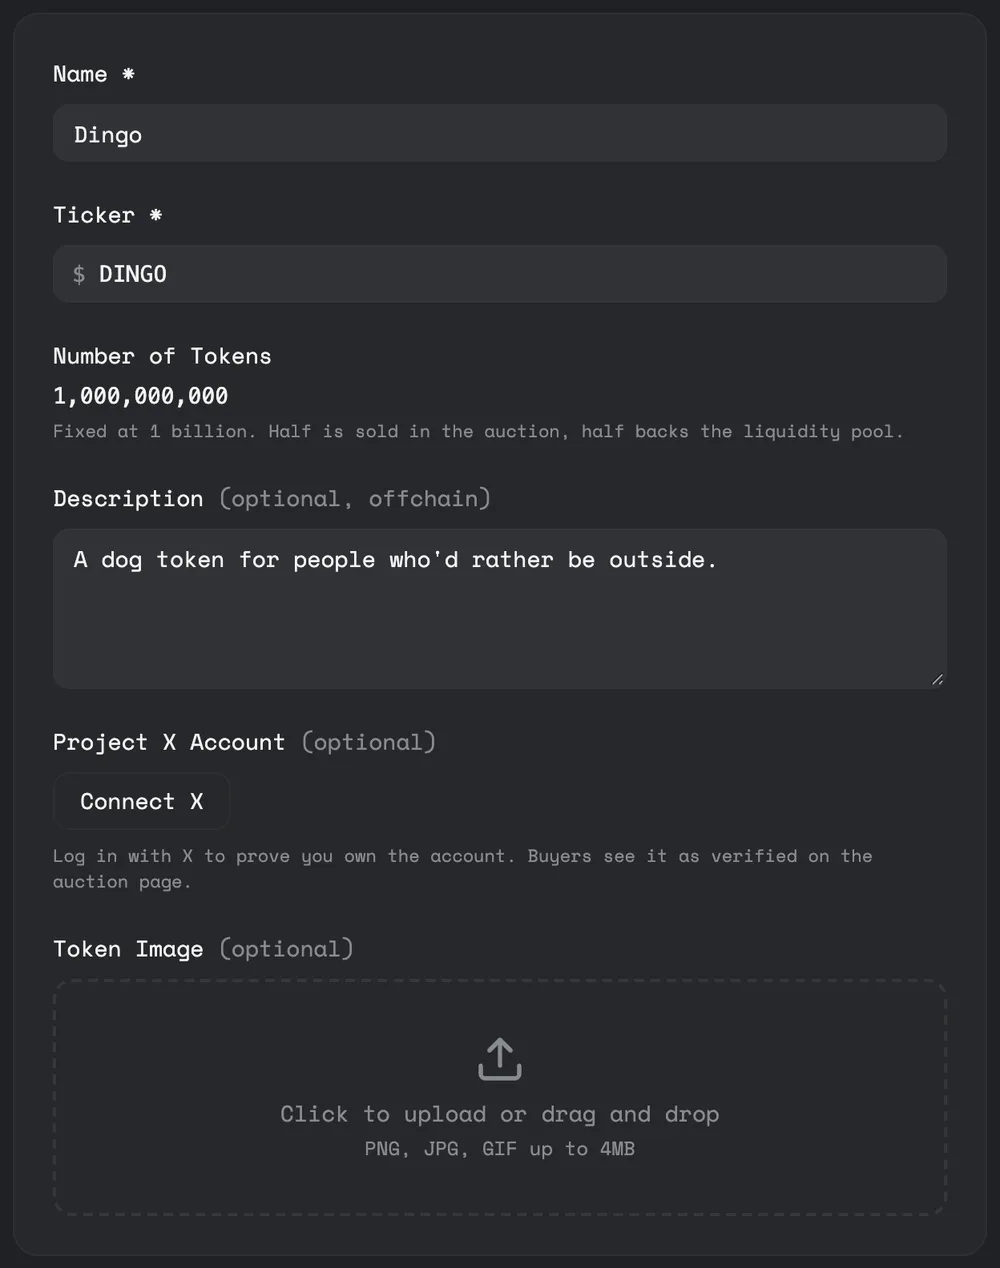 Name *
Dingo
Ticker *
$ DINGO
Number of Tokens
1,000,000,000
Fixed at 1 billion. Half is sold in the auction, half backs the liquidity pool.
Description (optional, offchain)
A dog token for people who'd rather be outside.
Project X Account (optional)
Connect X
Log in with X to prove you own the account. Buyers see it as verified on the
auction page.
Token Image (optional)
Click to upload or drag and drop
PNG, JPG, GIF up to 4MB